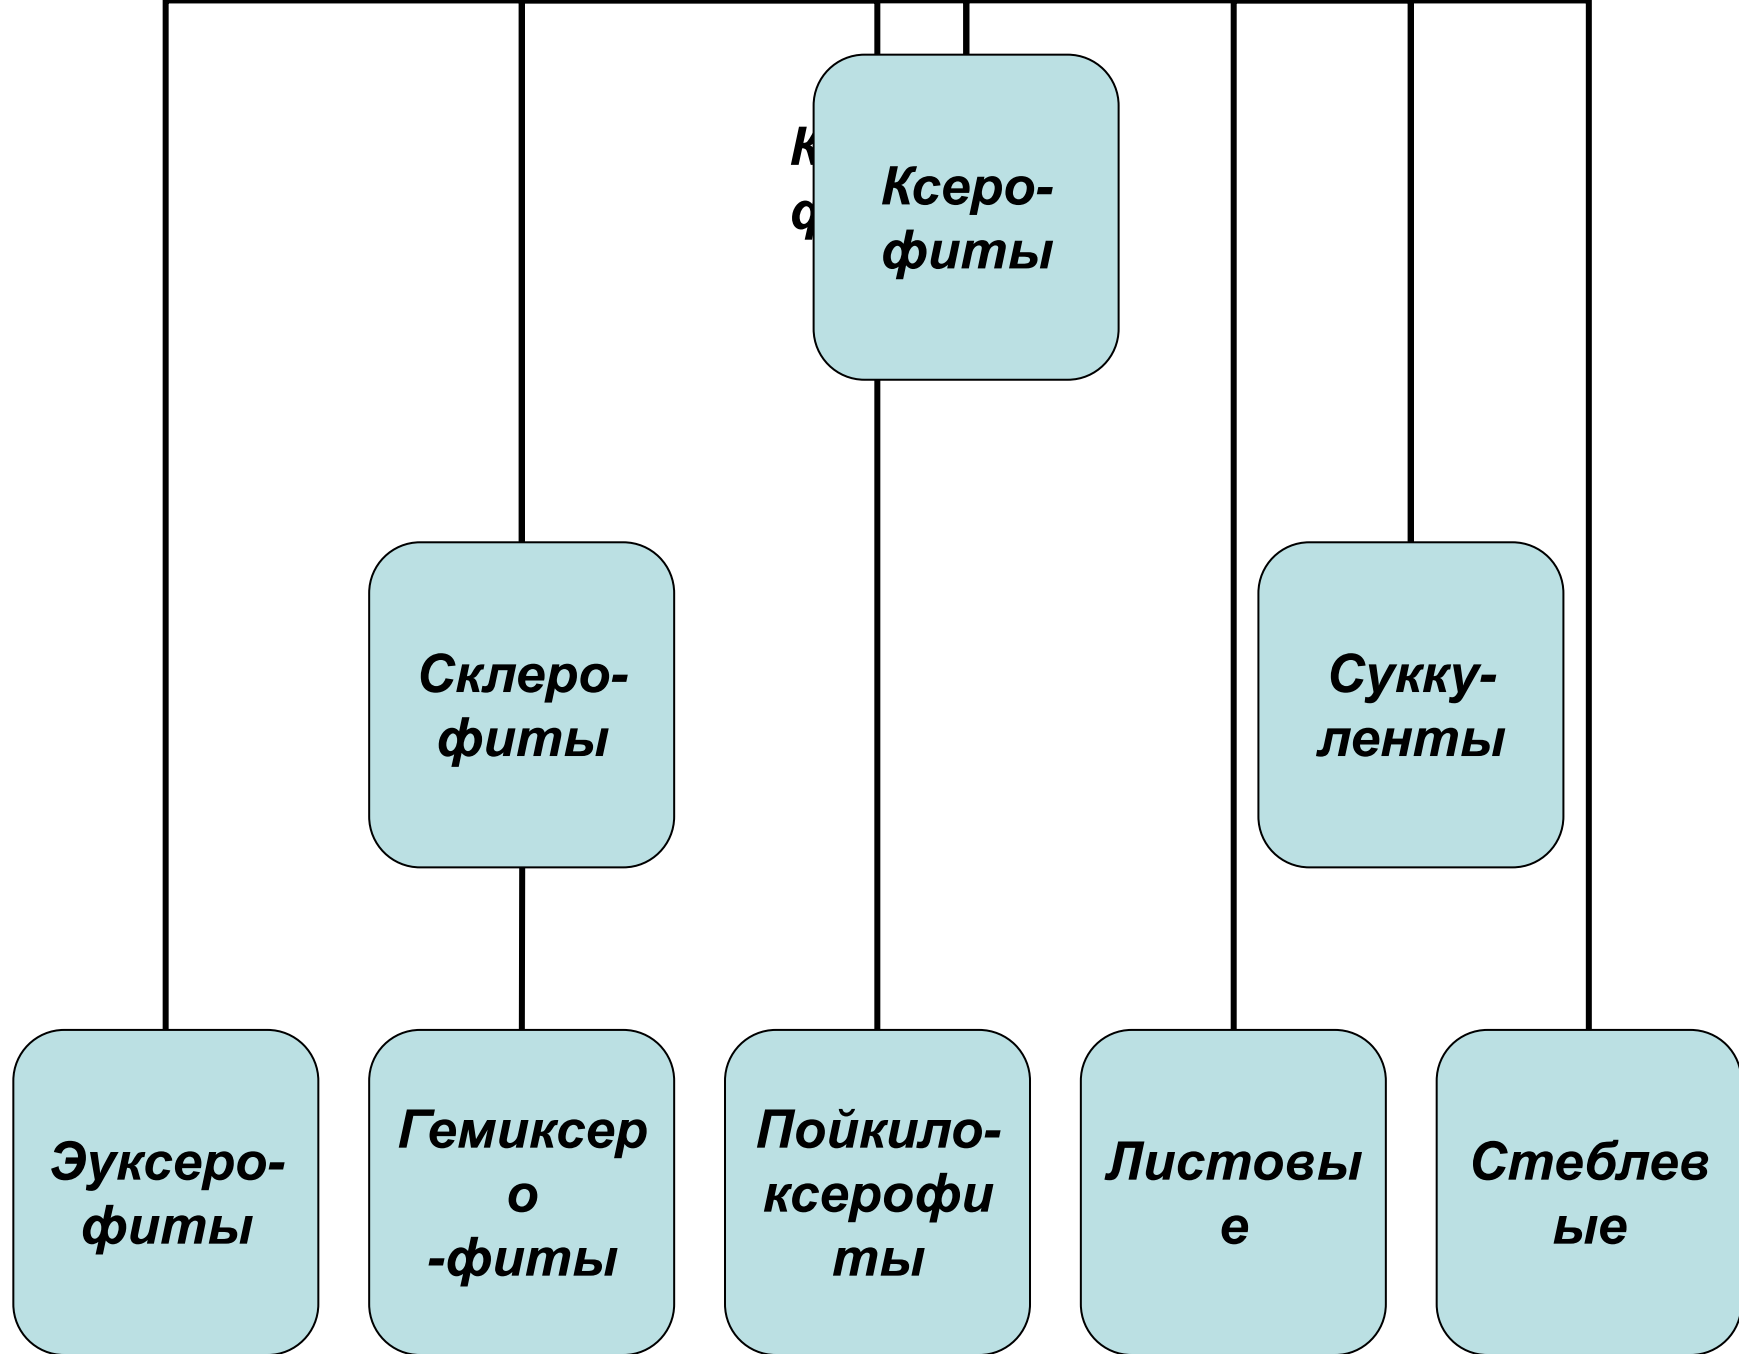 Ксеро-
фиты
Склеро-
фиты
Сукку-
ленты
Эуксеро-
фиты
Гемиксер
о
-фиты
Пойкило-
ксерофи
ты
Листовы
е
Стеблев
ые